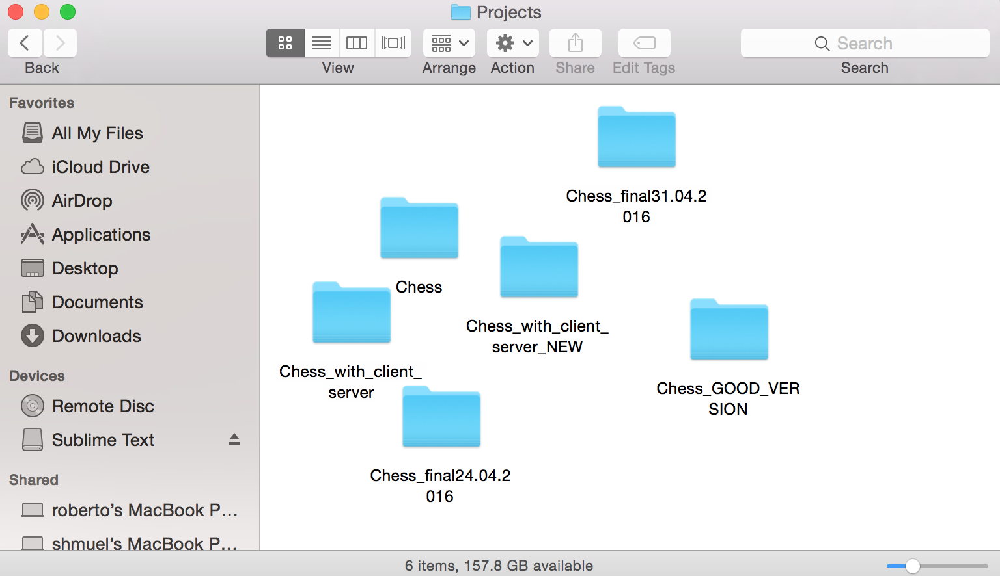 Projects
Search
Back
View
Arrange
Action
Share
Edit Tags
Search
Favorites
All My Files
iCloud Drive
AirDrop
Applications
Desktop
Documents
Downloads
Devices
Remote Disc
Sublime Text
Shared
roberto’s MacBook P…
shmuel’s MacBook P…
Chess_final31.04.2
016
Chess
Chess_with_client_
server_NEW
Chess_with_client_
server
Chess_GOOD_VER
SION
Chess_final24.04.2
016
6 items, 157.8 GB available